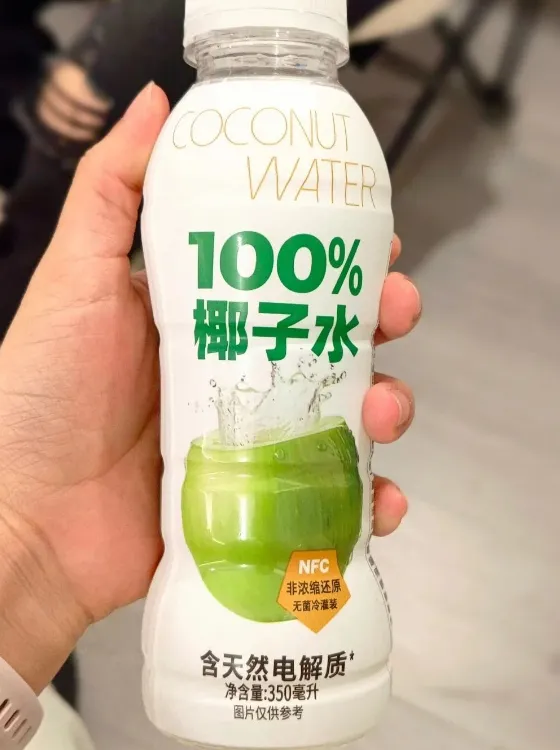 COCONUT
WATER
100%
椰子水
NFC
非浓缩还原
无菌冷灌装
含天然电解质*
净含量:350毫升
图片仅供参考